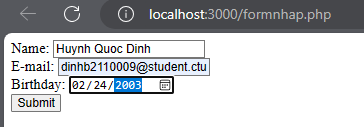 localhost:3000/formnhap.php
Name: Huynh Quoc Dinh
E-mail: dinhb2110009@student.ctu
Birthday: 02/24/2003
Submit